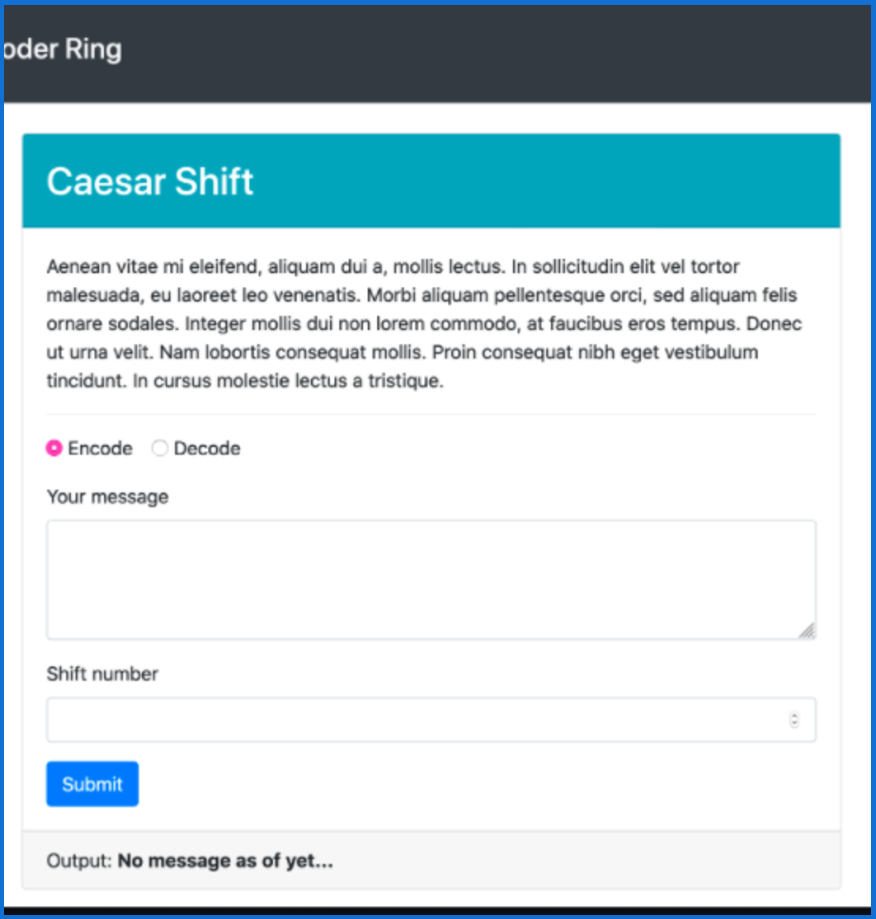 oder Ring
Caesar Shift
Aenean vitae mi eleifend, aliquam dui a, mollis lectus. In sollicitudin elit vel tortor
malesuada, eu laoreet leo venenatis. Morbi aliquam pellentesque orci, sed aliquam felis
ornare sodales. Integer mollis dui non lorem commodo, at faucibus eros tempus. Donec
ut urna velit. Nam lobortis consequat mollis. Proin consequat nibh eget vestibulum
tincidunt. In cursus molestie lectus a tristique.
Encode Decode
Your message
Shift number
Submit
Output: No message as of yet...